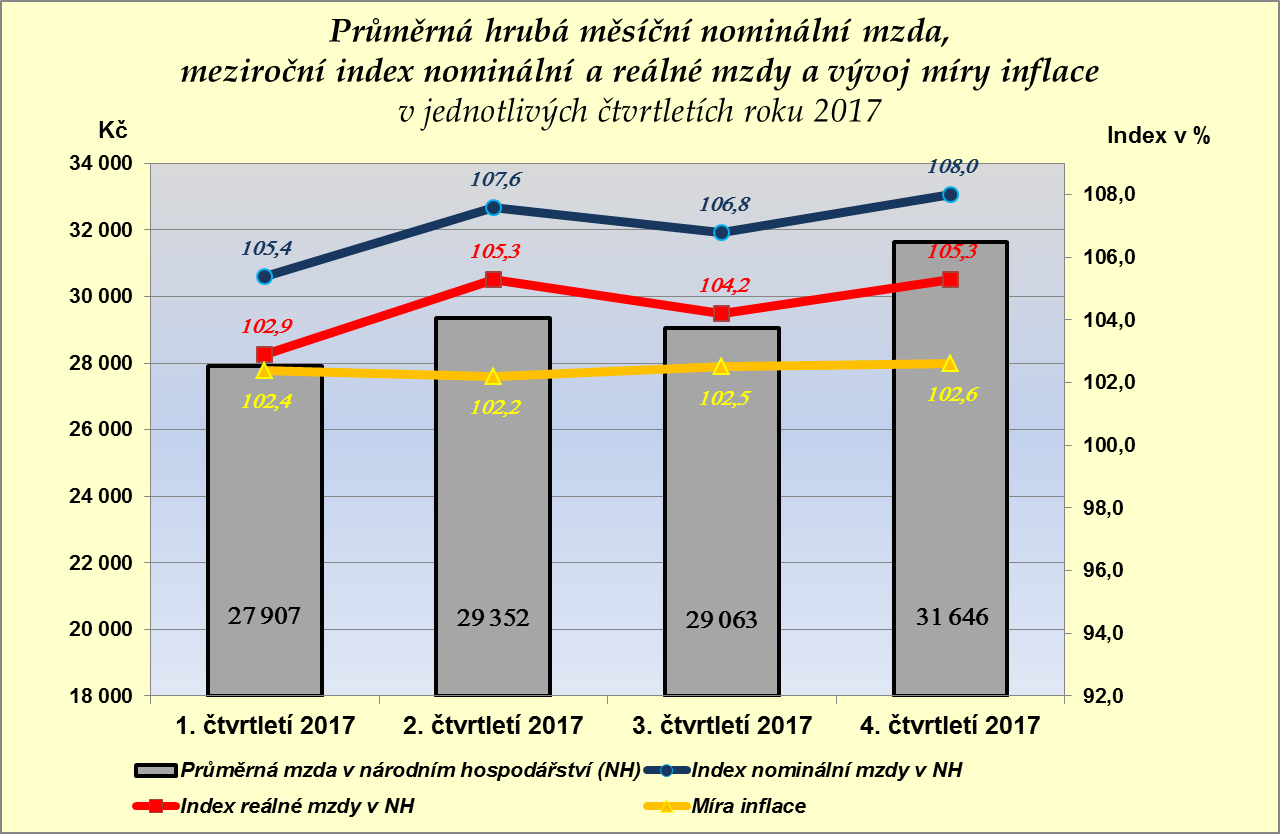 Průměrná hrubá měsíční nominální mzda,
meziroční index nominální a reálné mzdy a vývoj míry inflace
v jednotlivých čtvrtletích roku 2017
Kč
Index v %
34 000
32 000
30 000
28 000
26 000
24 000
22 000
20 000
18 000
108,0
106,0
104,0
102,0
100,0
98,0
96,0
94,0
92,0
105,4
107,6
106,8
108,0
102,9
105,3
104,2
105,3
102,4
102,2
102,5
102,6
27 907
29 352
29 063
31 646
1. čtvrtletí 2017
2. čtvrtletí 2017
3. čtvrtletí 2017
4. čtvrtletí 2017
Průměrná mzda v národním hospodářství (NH)
Index nominální mzdy v NH
Index reálné mzdy v NH
Míra inflace